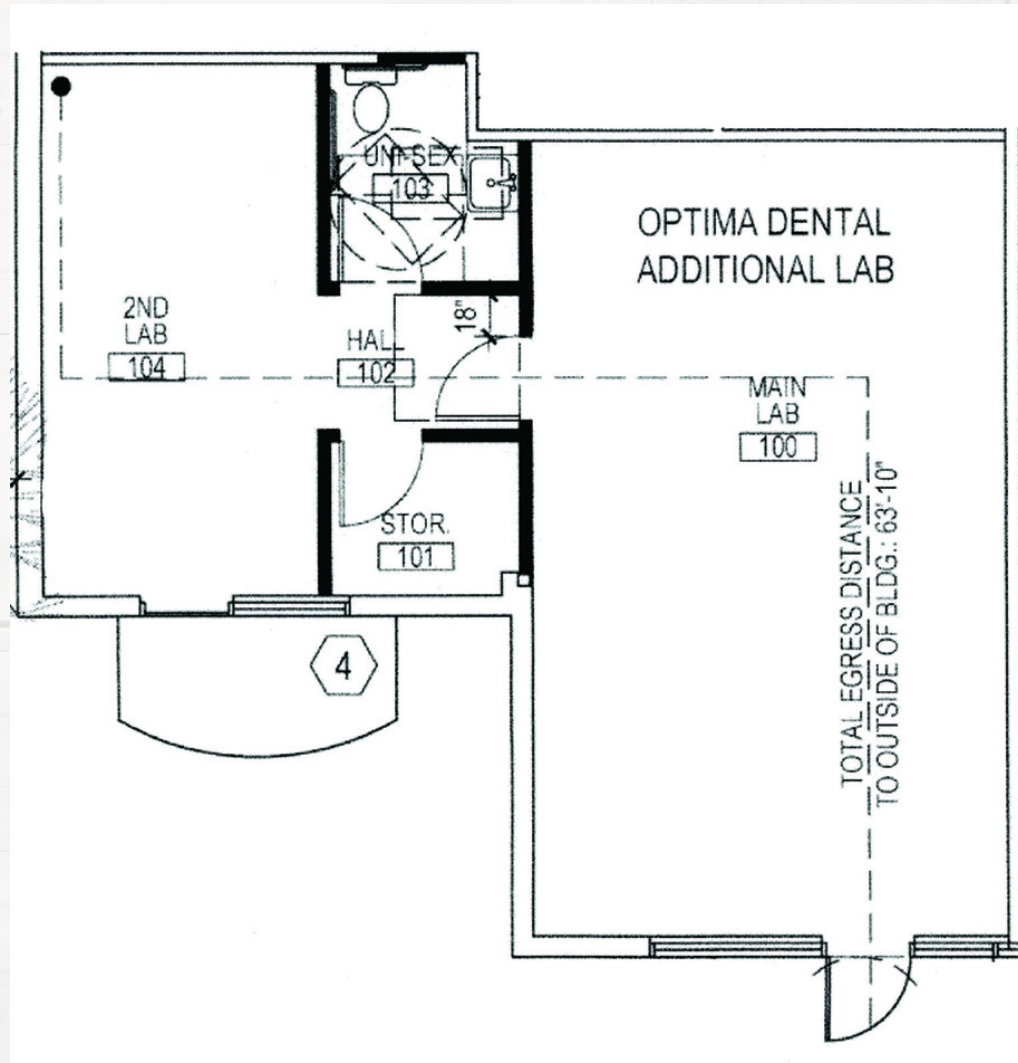 UNI-SEX
103
OPTIMA DENTAL
ADDITIONAL LAB
2ND
LAB
104
18"
HALL
102
MAIN
LAB
100
STOR.
101
TOTAL EGRESS DISTANCE
TO OUTSIDE OF BLDG.: 63'-10"
4